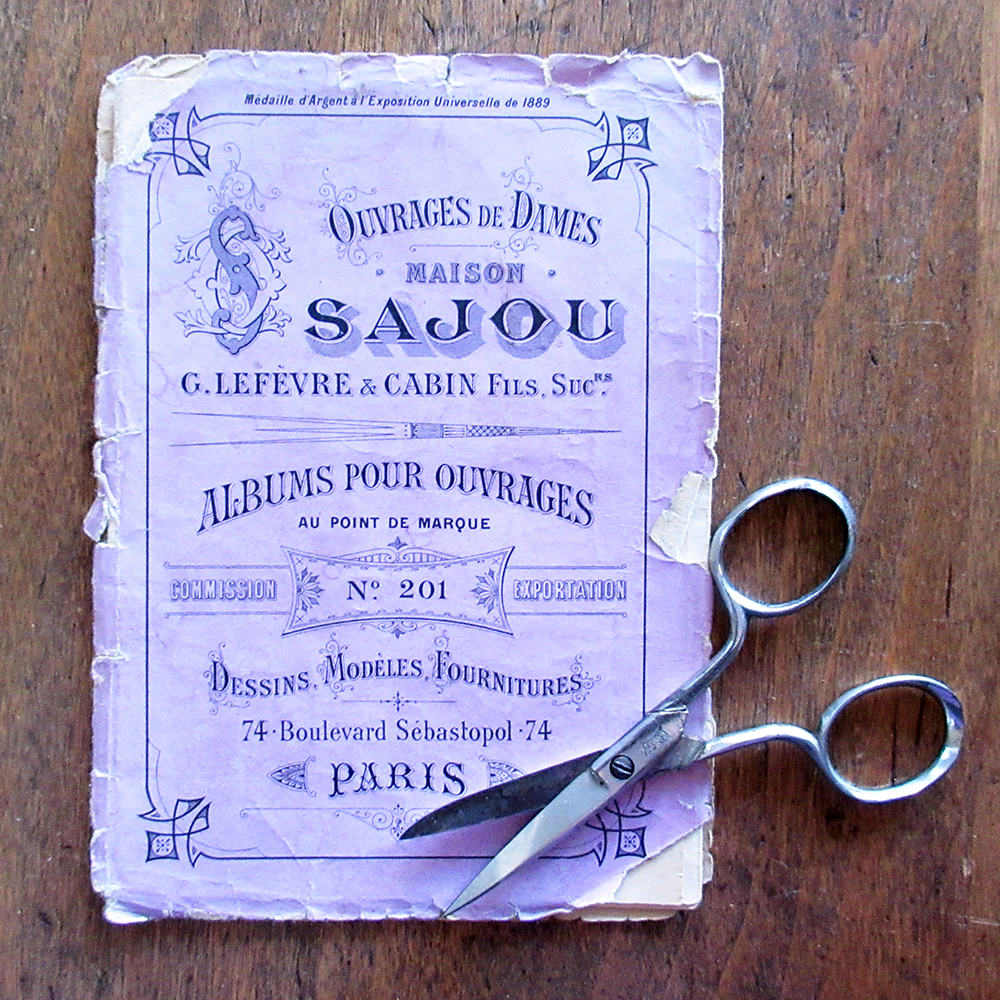 Médaille d'Argent à l'Exposition Universelle de 1889
OUVRAGES DE DAMES
MAISON
SAJOU
G. LEFÈVRE & CABIN FILS, SUCRS.
ALBUMS POUR OUVRAGES
AU POINT DE MARQUE
COMMISSION Nº 201 EXPORTATION
DESSINS, MODÈLES, FOURNITURES
74 · Boulevard Sébastopol · 74
PARIS